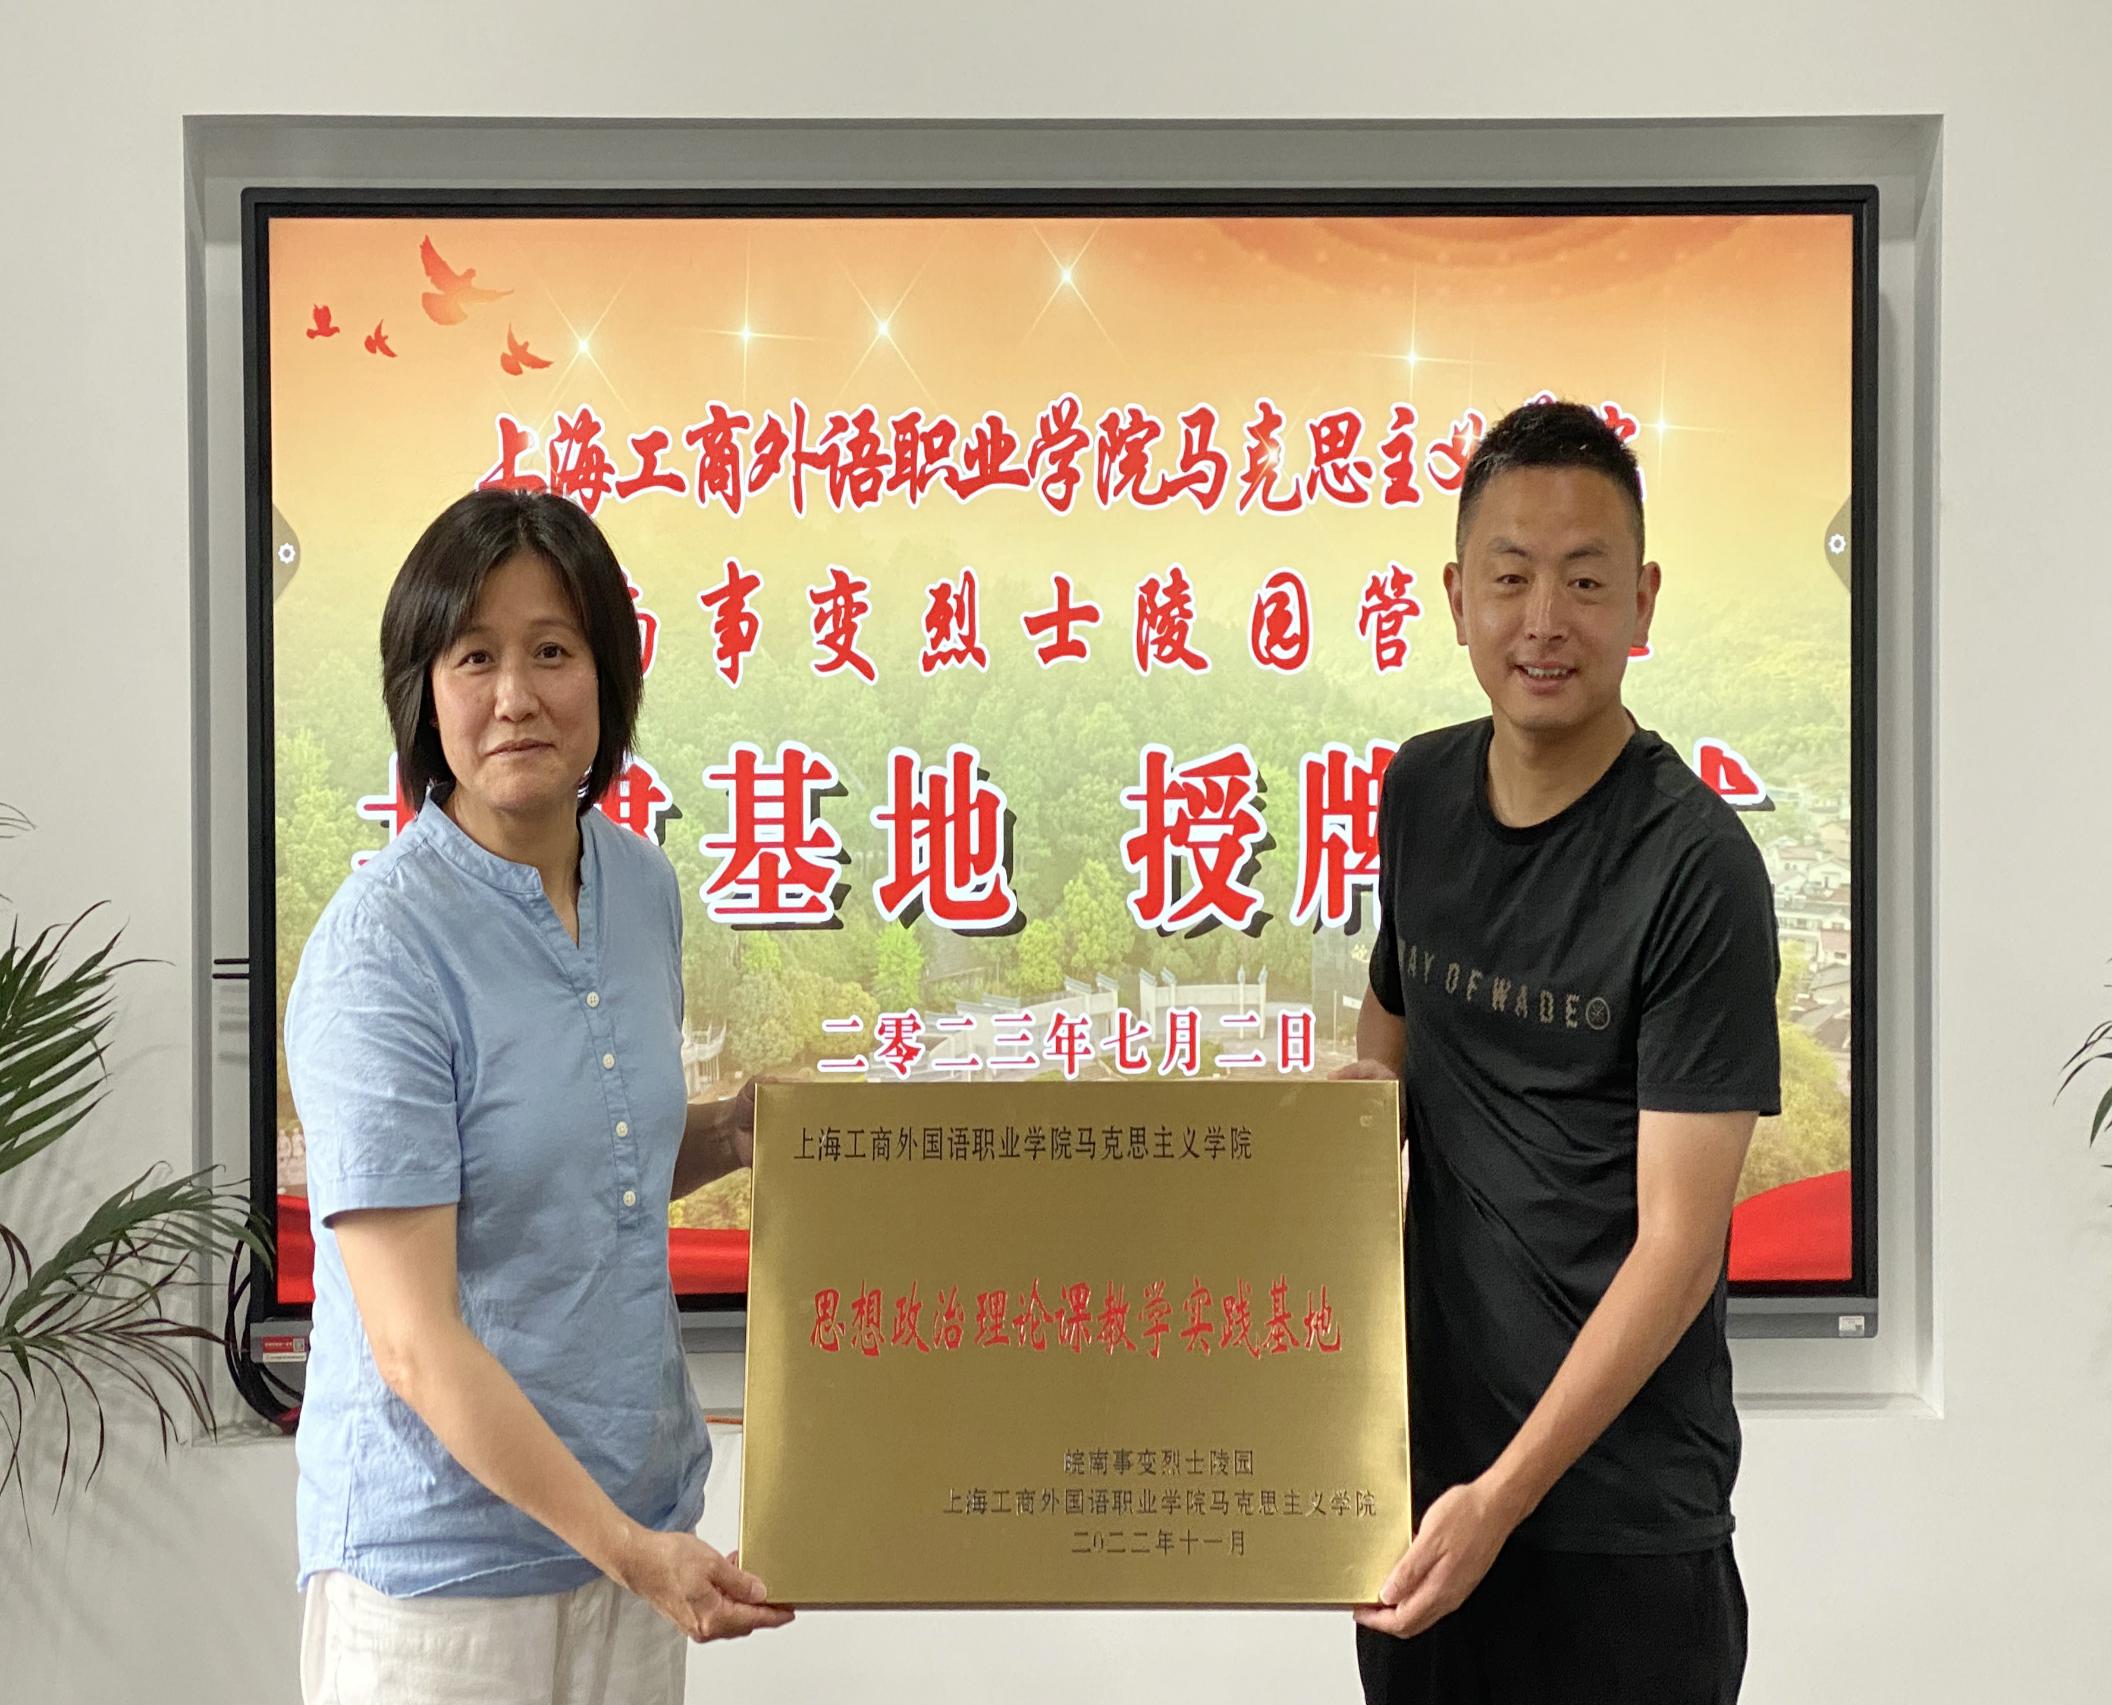 上海工商外语职业学院马克思主义
事变烈士陵园管
基地 授牌
二零二三年七月二日
WAY OF WADE
上海工商外国语职业学院马克思主义学院
思想政治理论课教学实践基地
皖南事变烈士陵园
上海工商外国语职业学院马克思主义学院
二〇二二年十一月